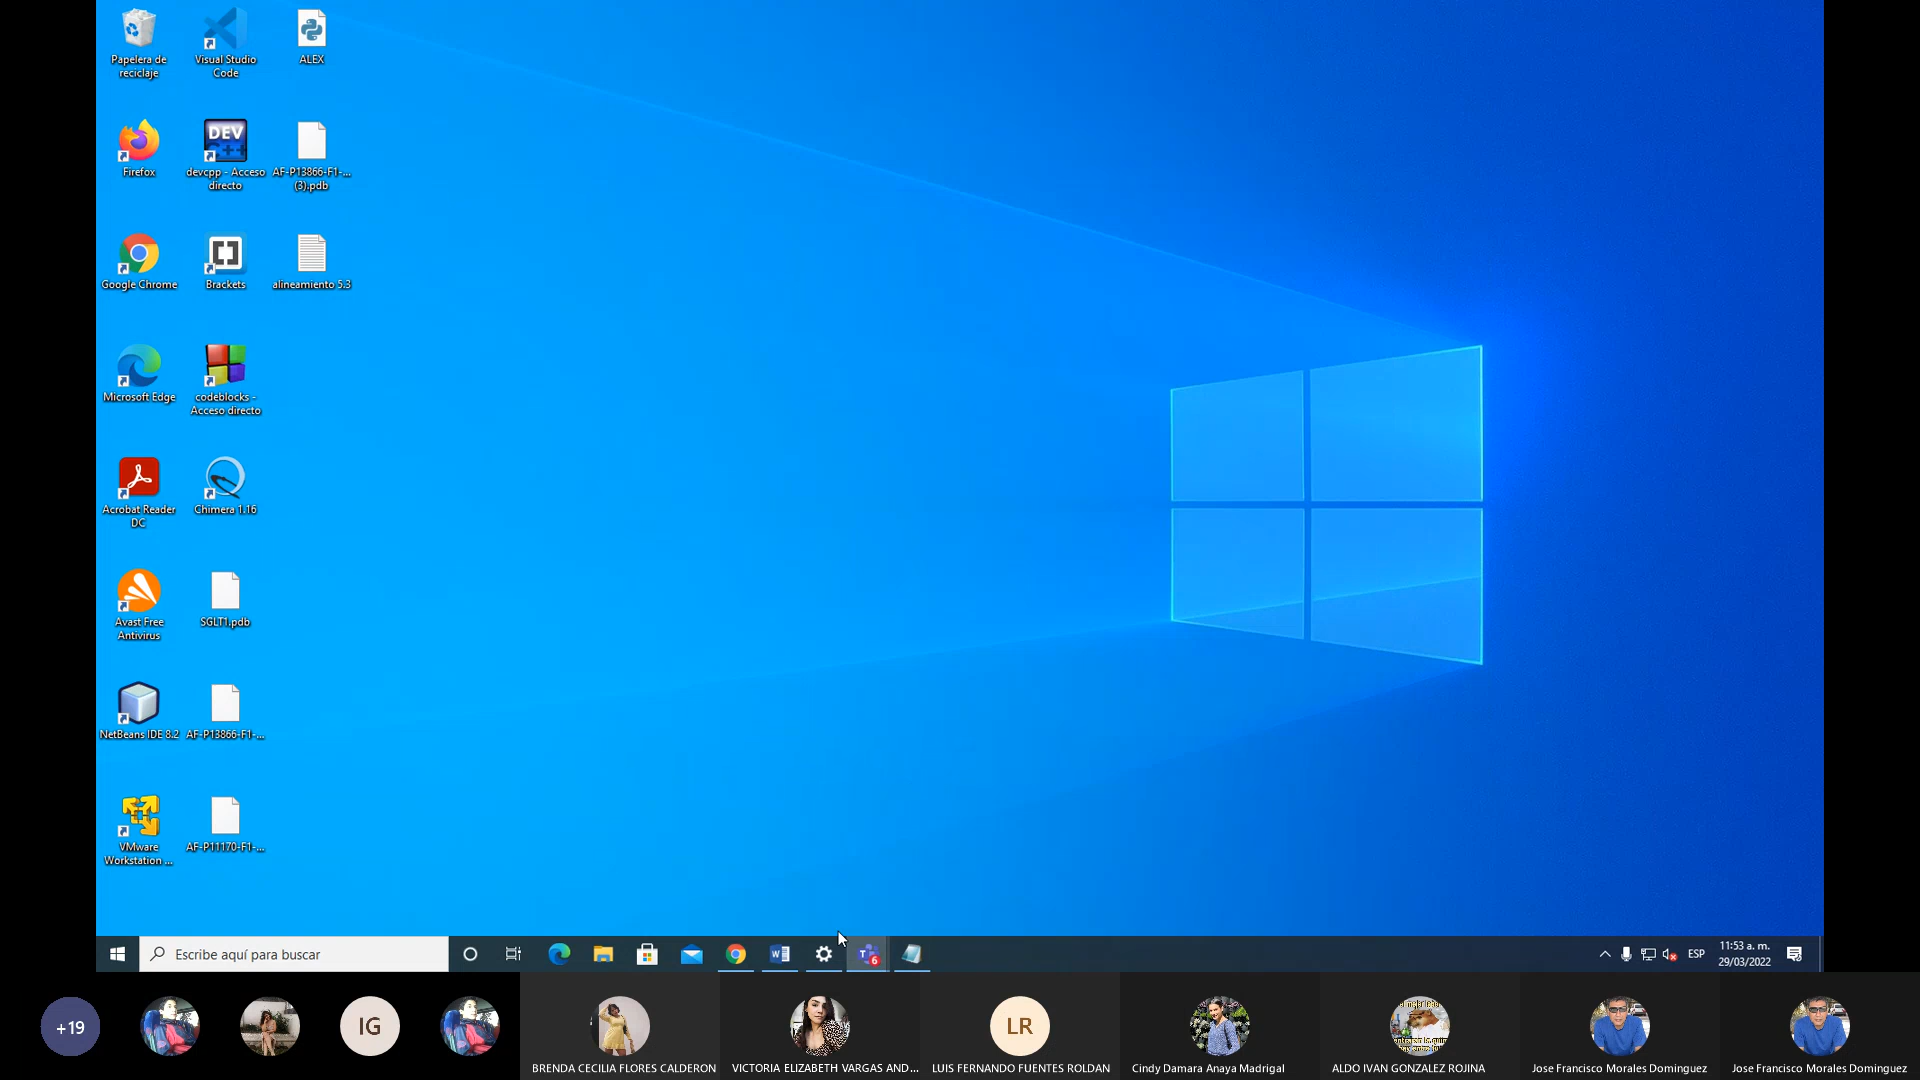 Papelera de
reciclaje
Visual Studio
Code
ALEX
Firefox
DEV
C++
devcpp - Acceso
directo
AF-P13866-F1-...
(3).pdb
Google Chrome
Brackets
alineamiento 5.3
Microsoft Edge
codeblocks -
Acceso directo
Acrobat Reader
DC
Chimera 1.16
Avast Free
Antivirus
SGLT1.pdb
NetBeans IDE 8.2
AF-P13866-F1-...
VMware
Workstation ...
AF-P11170-F1-...
Escribe aquí para buscar
6
ESP
11:53 a. m.
29/03/2022
+19
IG
LR
BRENDA CECILIA FLORES CALDERON
VICTORIA ELIZABETH VARGAS AND...
LUIS FERNANDO FUENTES ROLDAN
Cindy Damara Anaya Madrigal
ALDO IVAN GONZALEZ ROJINA
Jose Francisco Morales Dominguez
Jose Francisco Morales Dominguez